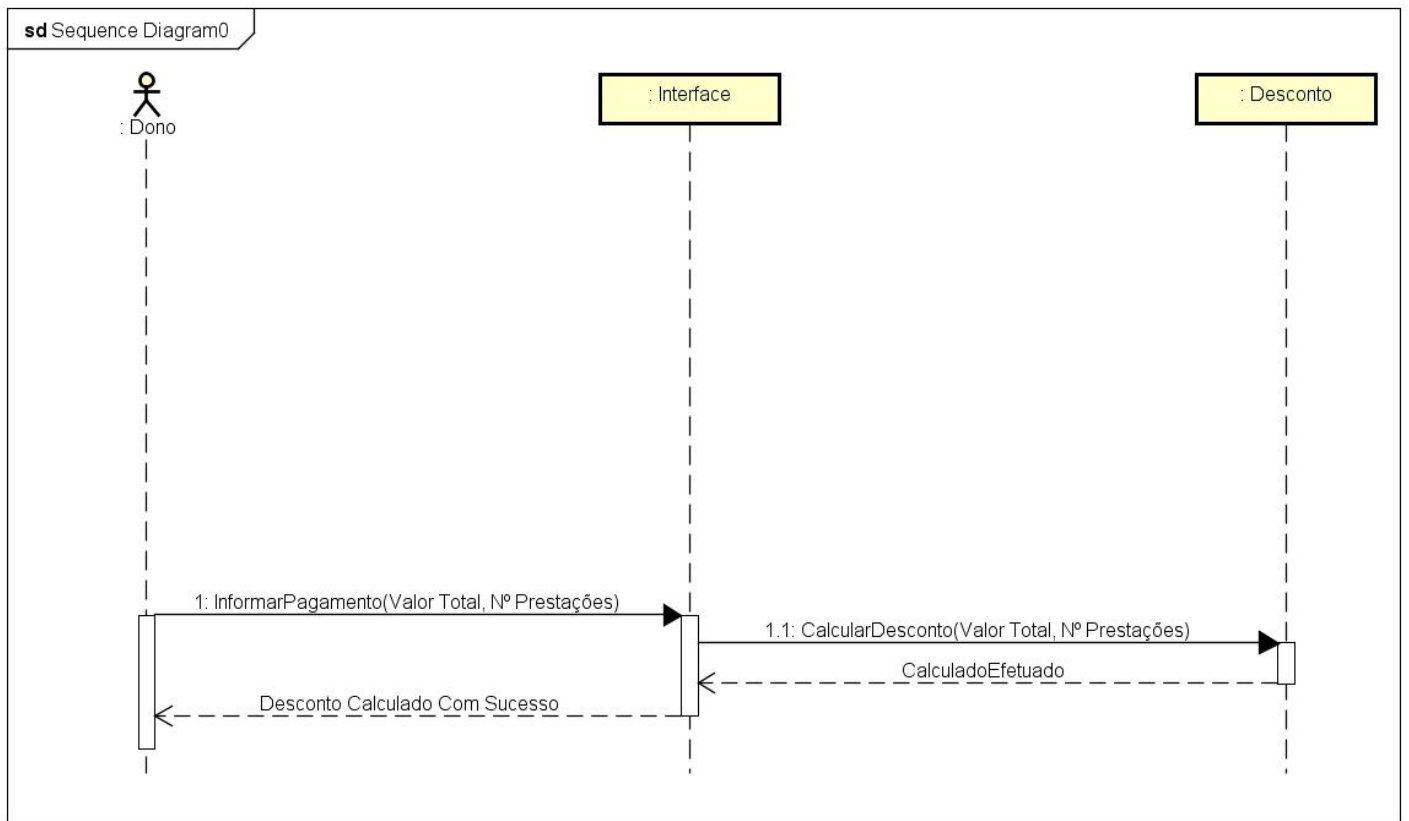 sd Sequence Diagram0
: Dono
: Interface
: Desconto
1: InformarPagamento(Valor Total, Nº Prestações)
1.1: CalcularDesconto(Valor Total, Nº Prestações)
CalculadoEfetuado
Desconto Calculado Com Sucesso